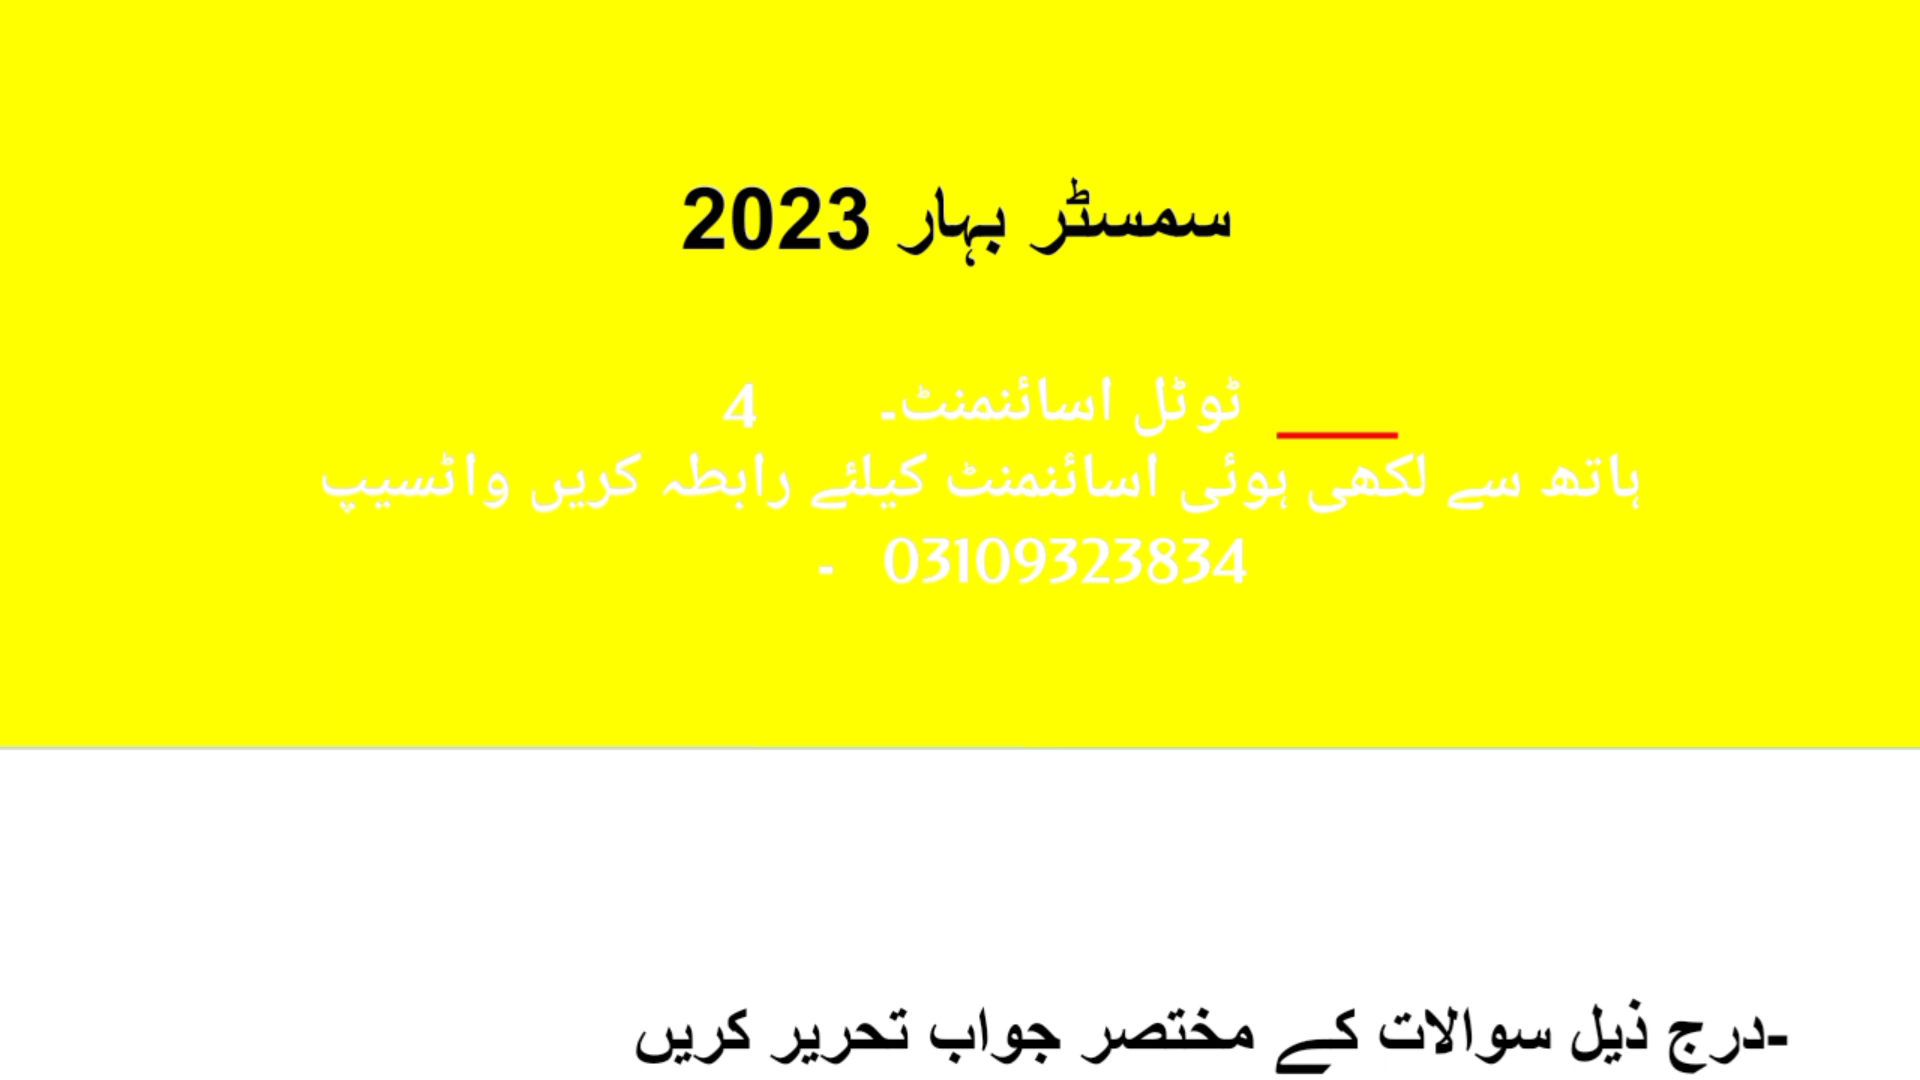 سمسٹر بہار 2023
ٹوٹل اسائنمنٹ۔ 4
ہاتھ سے لکھی ہوئی اسائنمنٹ کیلئے رابطہ کریں واٹسیپ
03109323834 -
-درج ذیل سوالات کے مختصر جواب تحریر کریں